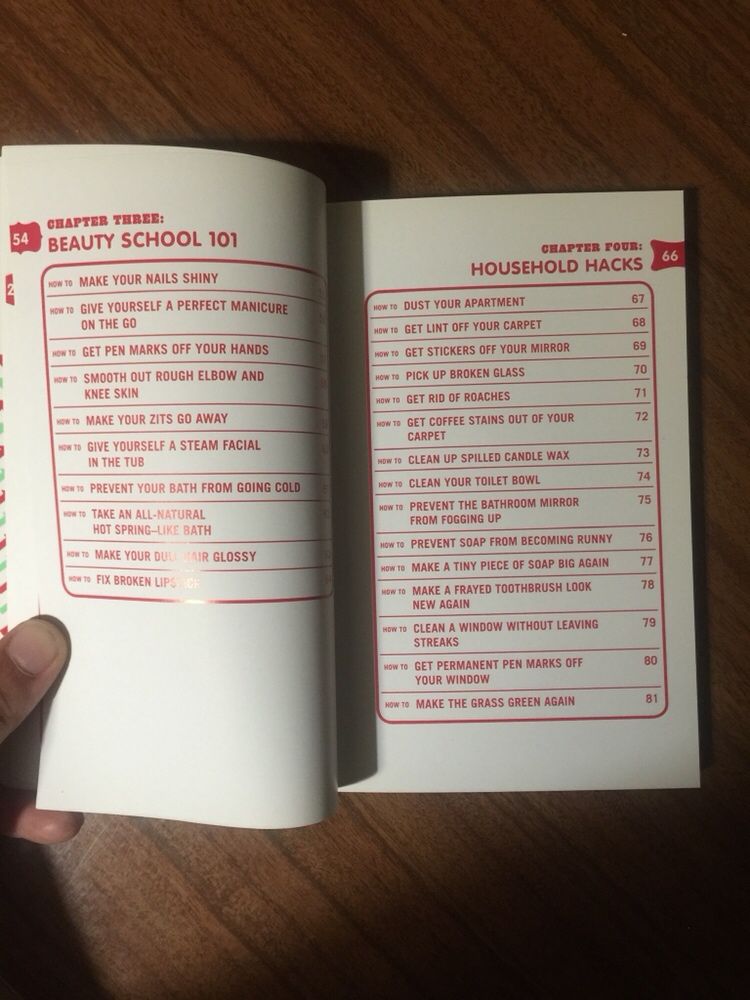 CHAPTER THREE:
54
BEAUTY SCHOOL 101
HOW TO MAKE YOUR NAILS SHINY
HOW TO GIVE YOURSELF A PERFECT MANICURE
ON THE GO
HOW TO GET PEN MARKS OFF YOUR HANDS
HOW TO SMOOTH OUT ROUGH ELBOW AND
KNEE SKIN
HOW TO MAKE YOUR ZITS GO AWAY
HOW TO GIVE YOURSELF A STEAM FACIAL
IN THE TUB
HOW TO PREVENT YOUR BATH FROM GOING COLD
HOW TO TAKE AN ALL-NATURAL
HOT SPRING–LIKE BATH
HOW TO MAKE YOUR DULL HAIR GLOSSY
HOW TO FIX BROKEN LIPSTICK
2
CHAPTER FOUR:
66
HOUSEHOLD HACKS
HOW TO DUST YOUR APARTMENT 67
HOW TO GET LINT OFF YOUR CARPET 68
HOW TO GET STICKERS OFF YOUR MIRROR 69
HOW TO PICK UP BROKEN GLASS 70
HOW TO GET RID OF ROACHES 71
HOW TO GET COFFEE STAINS OUT OF YOUR 72
CARPET
HOW TO CLEAN UP SPILLED CANDLE WAX 73
HOW TO CLEAN YOUR TOILET BOWL 74
HOW TO PREVENT THE BATHROOM MIRROR 75
FROM FOGGING UP
HOW TO PREVENT SOAP FROM BECOMING RUNNY 76
HOW TO MAKE A TINY PIECE OF SOAP BIG AGAIN 77
HOW TO MAKE A FRAYED TOOTHBRUSH LOOK 78
NEW AGAIN
HOW TO CLEAN A WINDOW WITHOUT LEAVING 79
STREAKS
HOW TO GET PERMANENT PEN MARKS OFF 80
YOUR WINDOW
HOW TO MAKE THE GRASS GREEN AGAIN 81